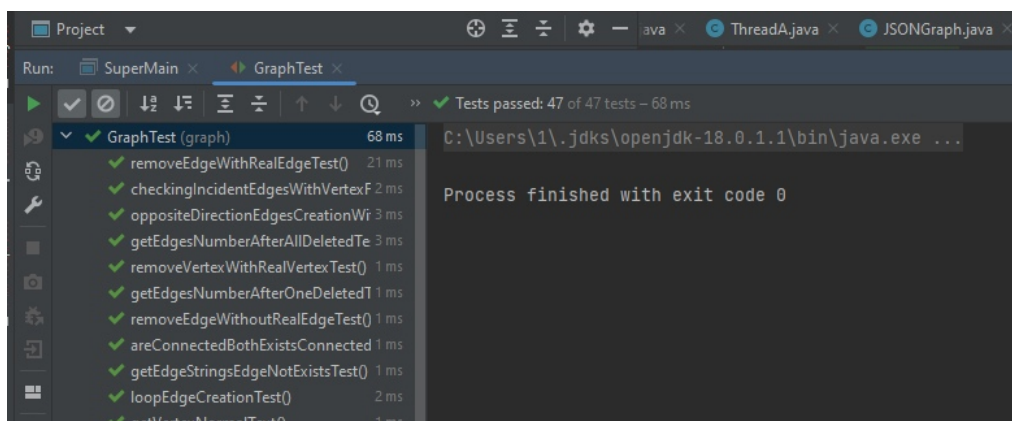 Project
ava
ThreadA.java
JSONGraph.java
Run:
SuperMain
GraphTest
Tests passed: 47 of 47 tests – 68 ms
GraphTest (graph) 68 ms
C:\Users\1\.jdks\openjdk-18.0.1.1\bin\java.exe ...
removeEdgeWithRealEdgeTest() 21 ms
checkingIncidentEdgesWithVertexF 2 ms
Process finished with exit code 0
oppositeDirectionEdgesCreationWi 3 ms
getEdgesNumberAfterAllDeletedTe 3 ms
removeVertexWithRealVertexTest() 1 ms
getEdgesNumberAfterOneDeletedT 1 ms
removeEdgeWithoutRealEdgeTest() 1 ms
areConnectedBothExistsConnected 1 ms
getEdgeStringsEdgeNotExistsTest() 1 ms
loopEdgeCreationTest() 2 ms